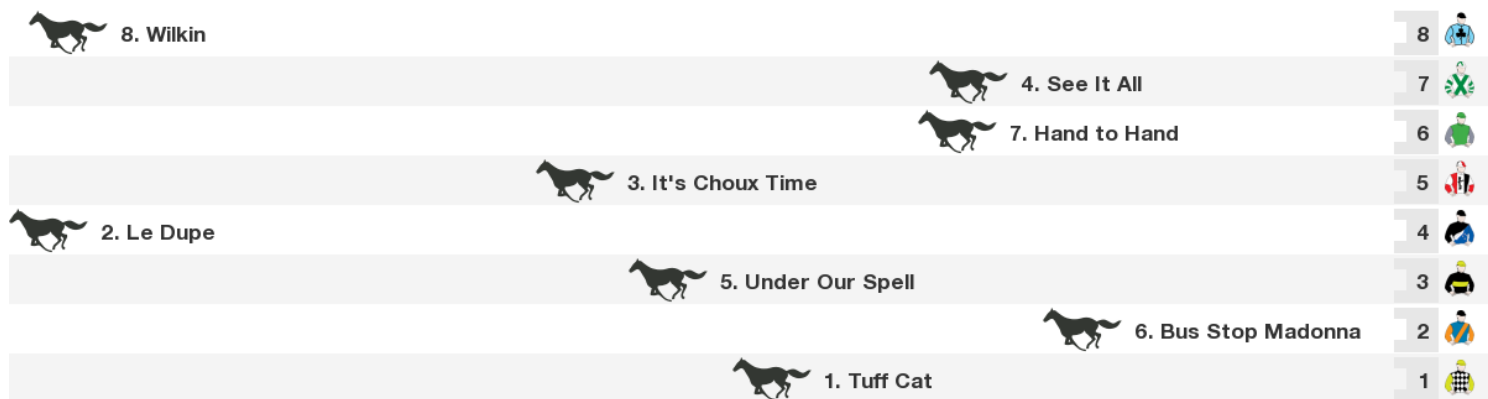 8. Wilkin 8
4. See It All 7
7. Hand to Hand 6
3. It's Choux Time 5
2. Le Dupe 4
5. Under Our Spell 3
6. Bus Stop Madonna 2
1. Tuff Cat 1